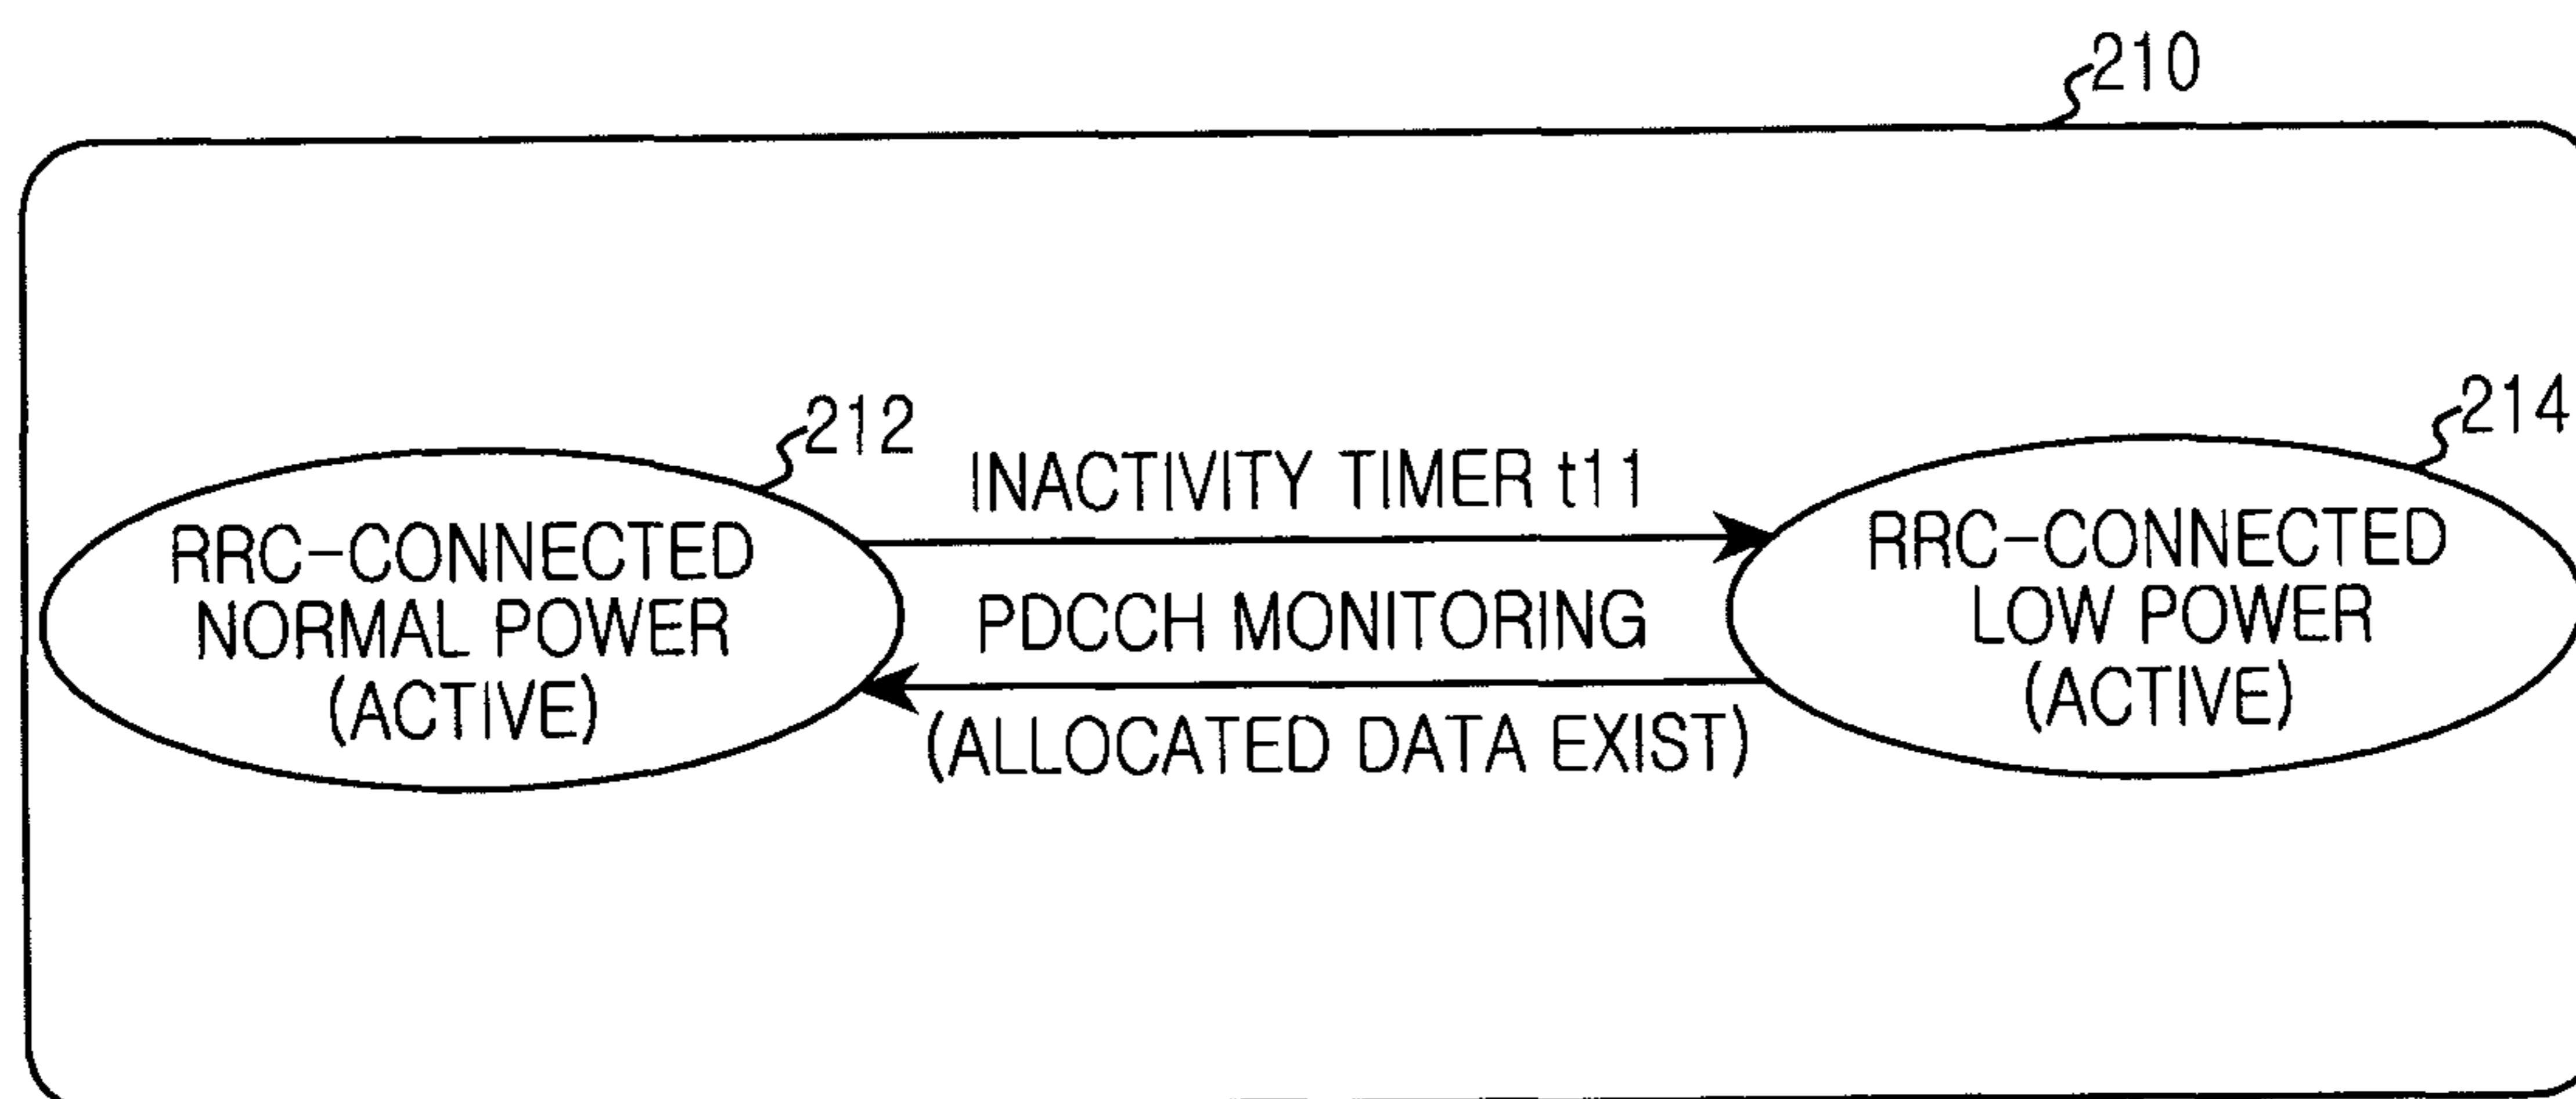 210
212
INACTIVITY TIMER t11
214
RRC-CONNECTED
NORMAL POWER
(ACTIVE)
PDCCH MONITORING
(ALLOCATED DATA EXIST)
RRC-CONNECTED
LOW POWER
(ACTIVE)